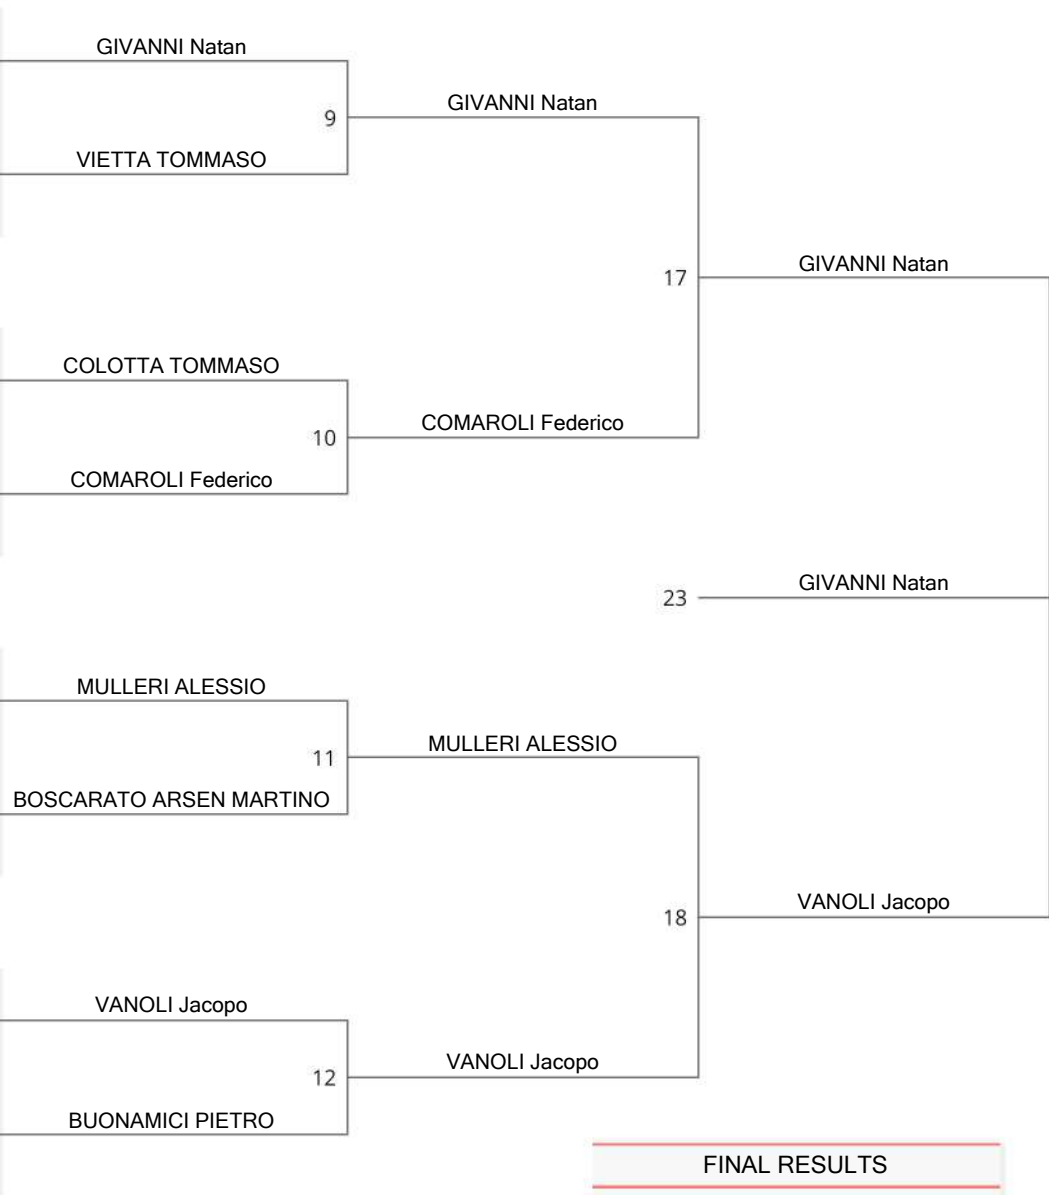 GIVANNI Natan
GIVANNI Natan
9
VIETTA TOMMASO
GIVANNI Natan
17
COLOTTA TOMMASO
COMAROLI Federico
10
COMAROLI Federico
GIVANNI Natan
23
MULLERI ALESSIO
MULLERI ALESSIO
11
BOSCARATO ARSEN MARTINO
VANOLI Jacopo
18
VANOLI Jacopo
VANOLI Jacopo
12
BUONAMICI PIETRO
FINAL RESULTS